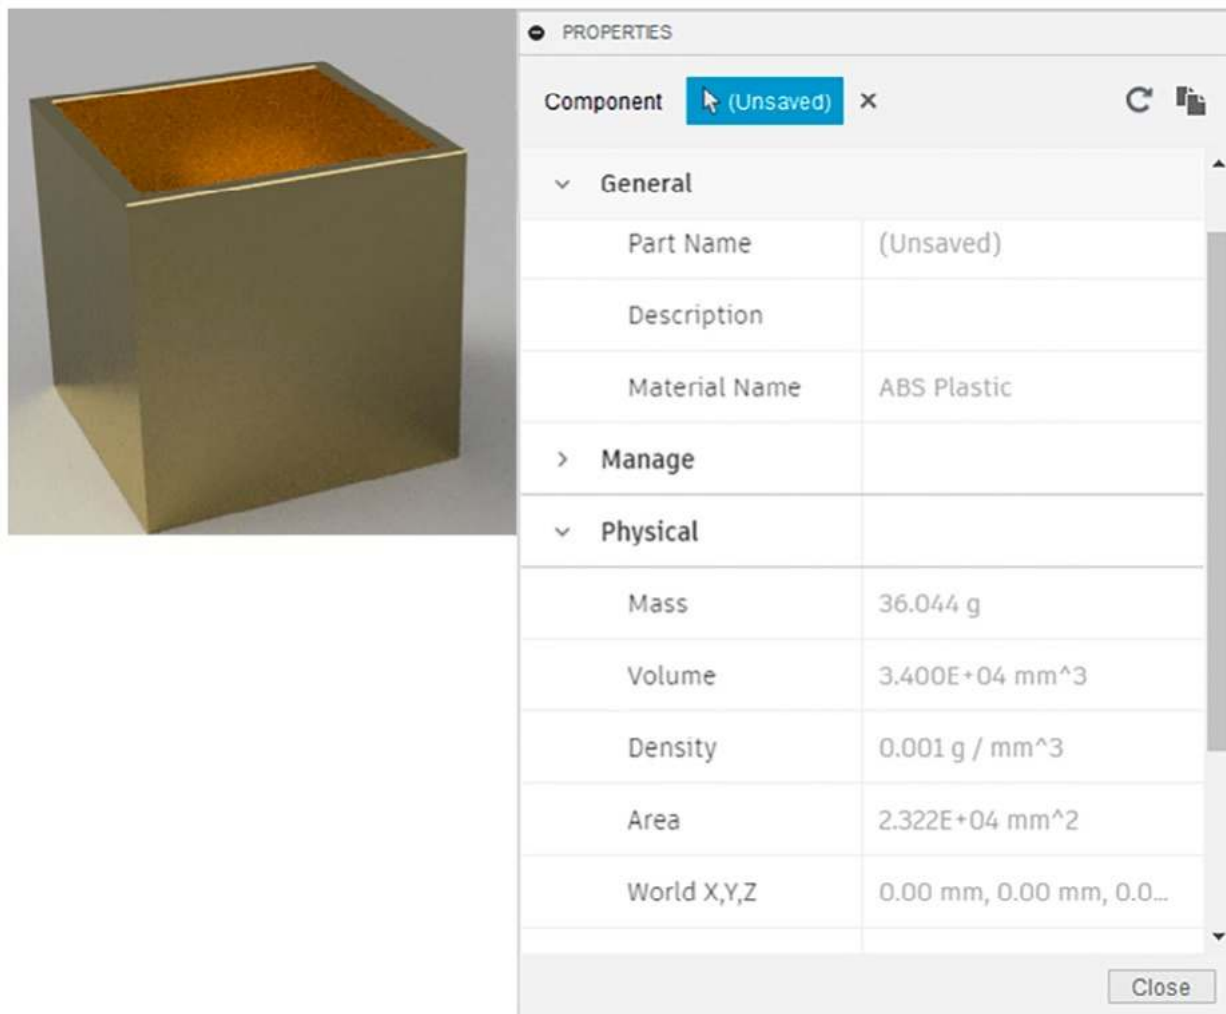 PROPERTIES
Component (Unsaved)
General
Part Name (Unsaved)
Description
Material Name ABS Plastic
Manage
Physical
Mass 36.044 g
Volume 3.400E+04 mm^3
Density 0.001 g / mm^3
Area 2.322E+04 mm^2
World X,Y,Z 0.00 mm, 0.00 mm, 0.0...
Close